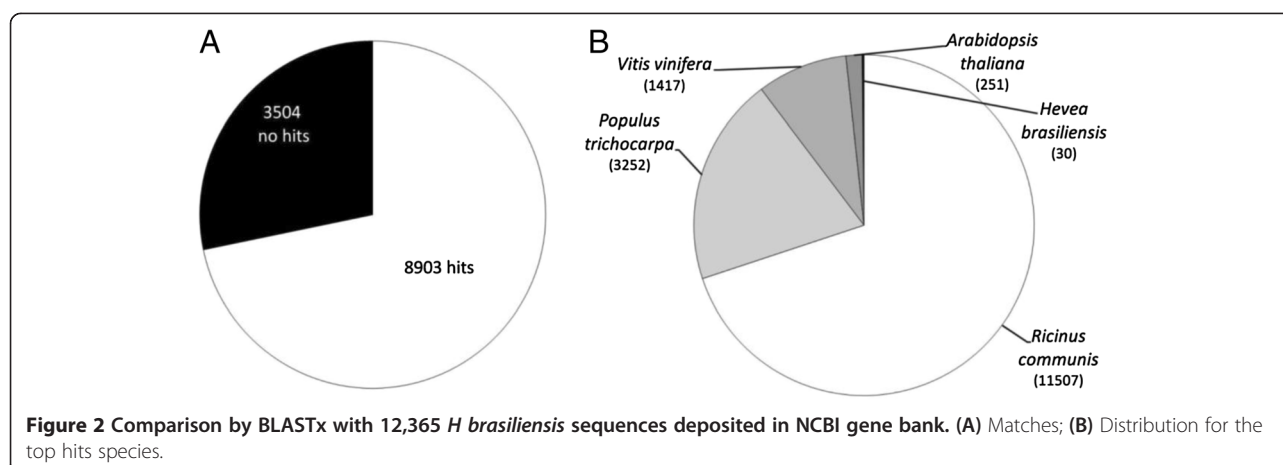 A
3504
no hits
8903 hits
B
Vitis vinifera
(1417)
Arabidopsis
thaliana
(251)
Populus
trichocarpa
(3252)
Hevea
brasiliensis
(30)
Ricinus
communis
(11507)
Figure 2 Comparison by BLASTx with 12,365 H brasiliensis sequences deposited in NCBI gene bank. (A) Matches; (B) Distribution for the
top hits species.